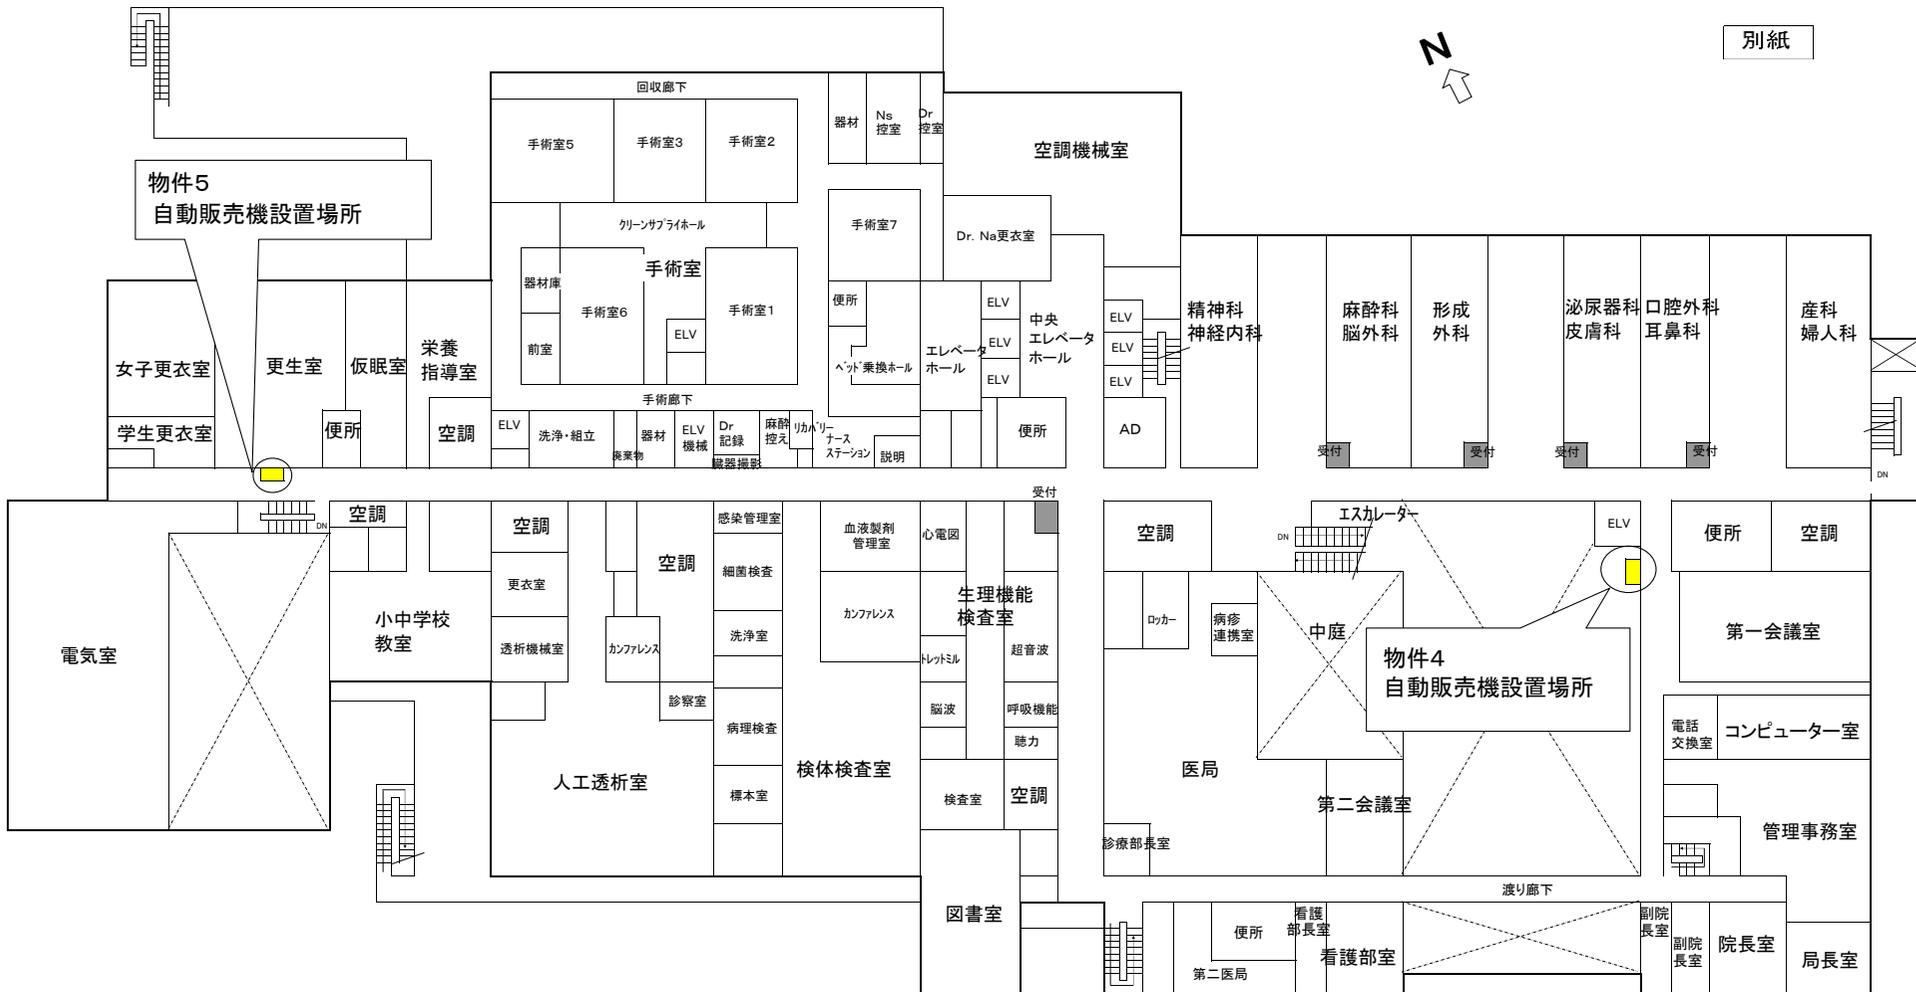 別紙
N
回収廊下
手術室5
手術室3
手術室2
器材
Ns
控室
Dr
控室
空調機械室
物件5
自動販売機設置場所
クリーンサプライホール
手術室7
Dr. Na更衣室
手術室
器材庫
手術室6
手術室1
前室
ELV
便所
ELV
ELV
ELV
中央
エレベータ
ホール
エレベータ
ホール
ベッド乗換ホール
ELV
ELV
ELV
精神科
神経内科
麻酔科
脳外科
形成
外科
泌尿器科
皮膚科
口腔外科
耳鼻科
産科
婦人科
女子更衣室
更生室
仮眠室
栄養
指導室
手術廊下
学生更衣室
便所
空調
ELV
洗浄・組立
廃棄物
器材
ELV
機械
Dr
記録
臓器撮影
麻酔
控え
リカバリー
ナース
ステーション
説明
便所
AD
受付
受付
受付
受付
DN
DN
空調
空調
感染管理室
血液製剤
管理室
心電図
受付
空調
エスカレーター
DN
ELV
便所
空調
更衣室
空調
細菌検査
カンファレンス
生理機能
検査室
ロッカー
病疹
連携室
中庭
第一会議室
電気室
小中学校
教室
透析機械室
カンファレンス
洗浄室
トレットミル
超音波
物件4
自動販売機設置場所
診察室
病理検査
脳波
呼吸機能
聴力
電話
交換室
コンピューター室
人工透析室
検体検査室
標本室
検査室
空調
医局
第二会議室
管理事務室
診療部長室
渡り廊下
図書室
便所
看護
部長室
第二医局
看護部室
副院
長室
副院
長室
院長室
局長室